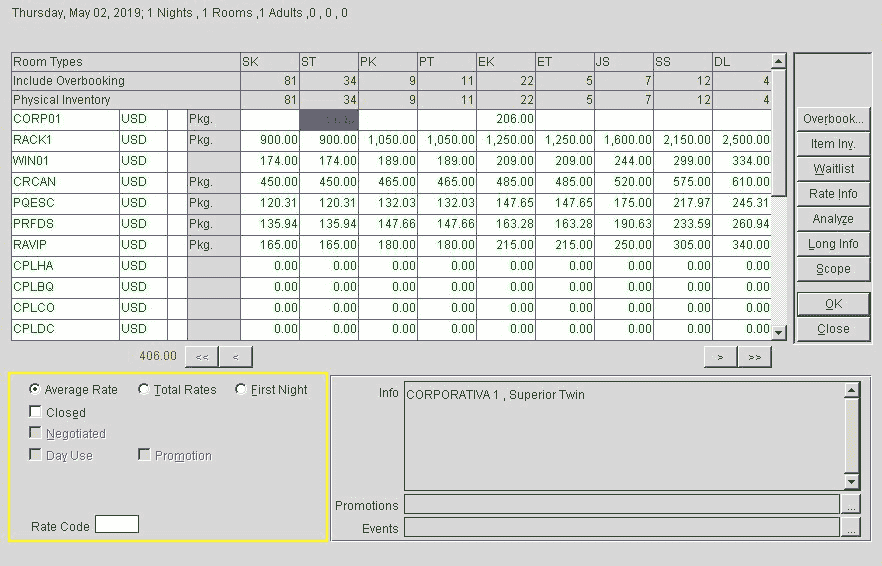 Thursday, May 02, 2019; 1 Nights , 1 Rooms ,1 Adults ,0 , 0 , 0
Room Types SK ST PK PT EK ET JS SS DL
Include Overbooking 81 34 9 11 22 5 7 12 4
Physical Inventory 81 34 9 11 22 5 7 12 4
CORP01 USD Pkg. 206.00
RACK1 USD Pkg. 900.00 900.00 1,050.00 1,050.00 1,250.00 1,250.00 1,600.00 2,150.00 2,500.00
WIN01 USD 174.00 174.00 189.00 189.00 209.00 209.00 244.00 299.00 334.00
CRCAN USD Pkg. 450.00 450.00 465.00 465.00 485.00 485.00 520.00 575.00 610.00
PQESC USD Pkg. 120.31 120.31 132.03 132.03 147.65 147.65 175.00 217.97 245.31
PRFDS USD Pkg. 135.94 135.94 147.66 147.66 163.28 163.28 190.63 233.59 260.94
RAVIP USD Pkg. 165.00 165.00 180.00 180.00 215.00 215.00 250.00 305.00 340.00
CPLHA USD 0.00 0.00 0.00 0.00 0.00 0.00 0.00 0.00 0.00
CPLBQ USD 0.00 0.00 0.00 0.00 0.00 0.00 0.00 0.00 0.00
CPLCO USD 0.00 0.00 0.00 0.00 0.00 0.00 0.00 0.00 0.00
CPLDC USD 0.00 0.00 0.00 0.00 0.00 0.00 0.00 0.00 0.00
Overbook...
Item Inv.
Waitlist
Rate Info
Analyze
Long Info
Scope
OK
Close
406.00 << < > >>
Average Rate Total Rates First Night
Closed
Negotiated
Day Use Promotion
Rate Code
Info CORPORATIVA 1 , Superior Twin
Promotions ...
Events ...